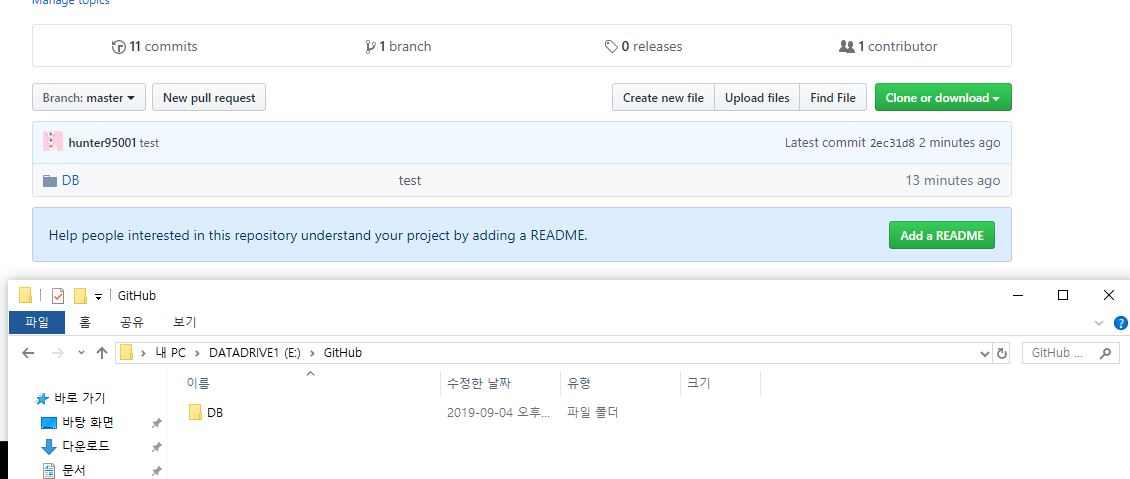 Manage topics
11 commits 1 branch 0 releases 1 contributor
Branch: master New pull request Create new file Upload files Find File Clone or download
hunter95001 test Latest commit 2ec31d8 2 minutes ago
DB test 13 minutes ago
Help people interested in this repository understand your project by adding a README. Add a README
GitHub
파일 홈 공유 보기
내 PC DATADRIVE1 (E:) GitHub GitHub ...
이름 수정한 날짜 유형 크기
바로 가기
DB 2019-09-04 오후... 파일 폴더
바탕 화면
다운로드
문서